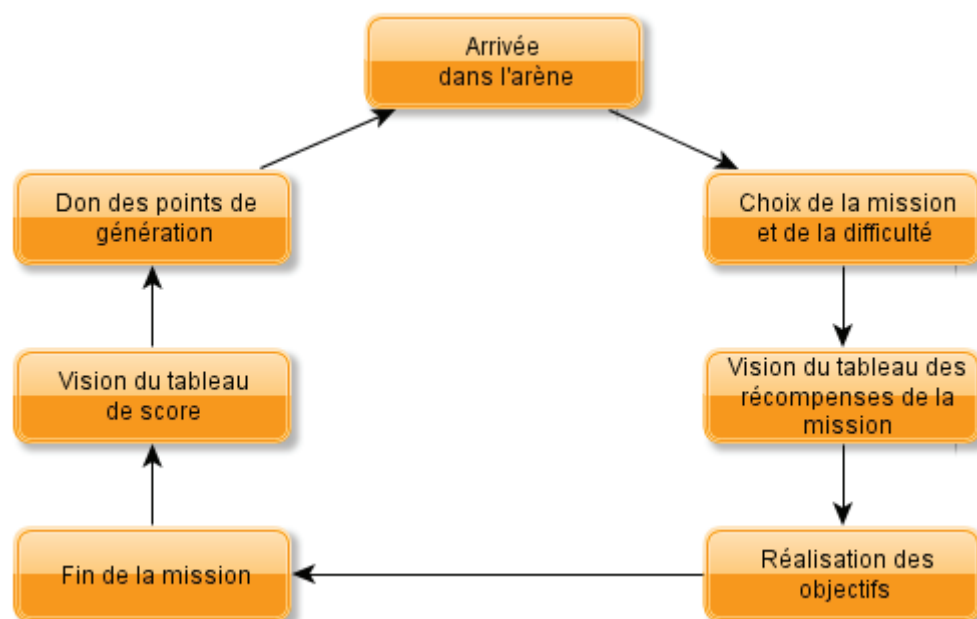 Arrivée
dans l'arène
Don des points de
génération
Choix de la mission
et de la difficulté
Vision du tableau
de score
Vision du tableau des
récompenses de la
mission
Fin de la mission
Réalisation des
objectifs